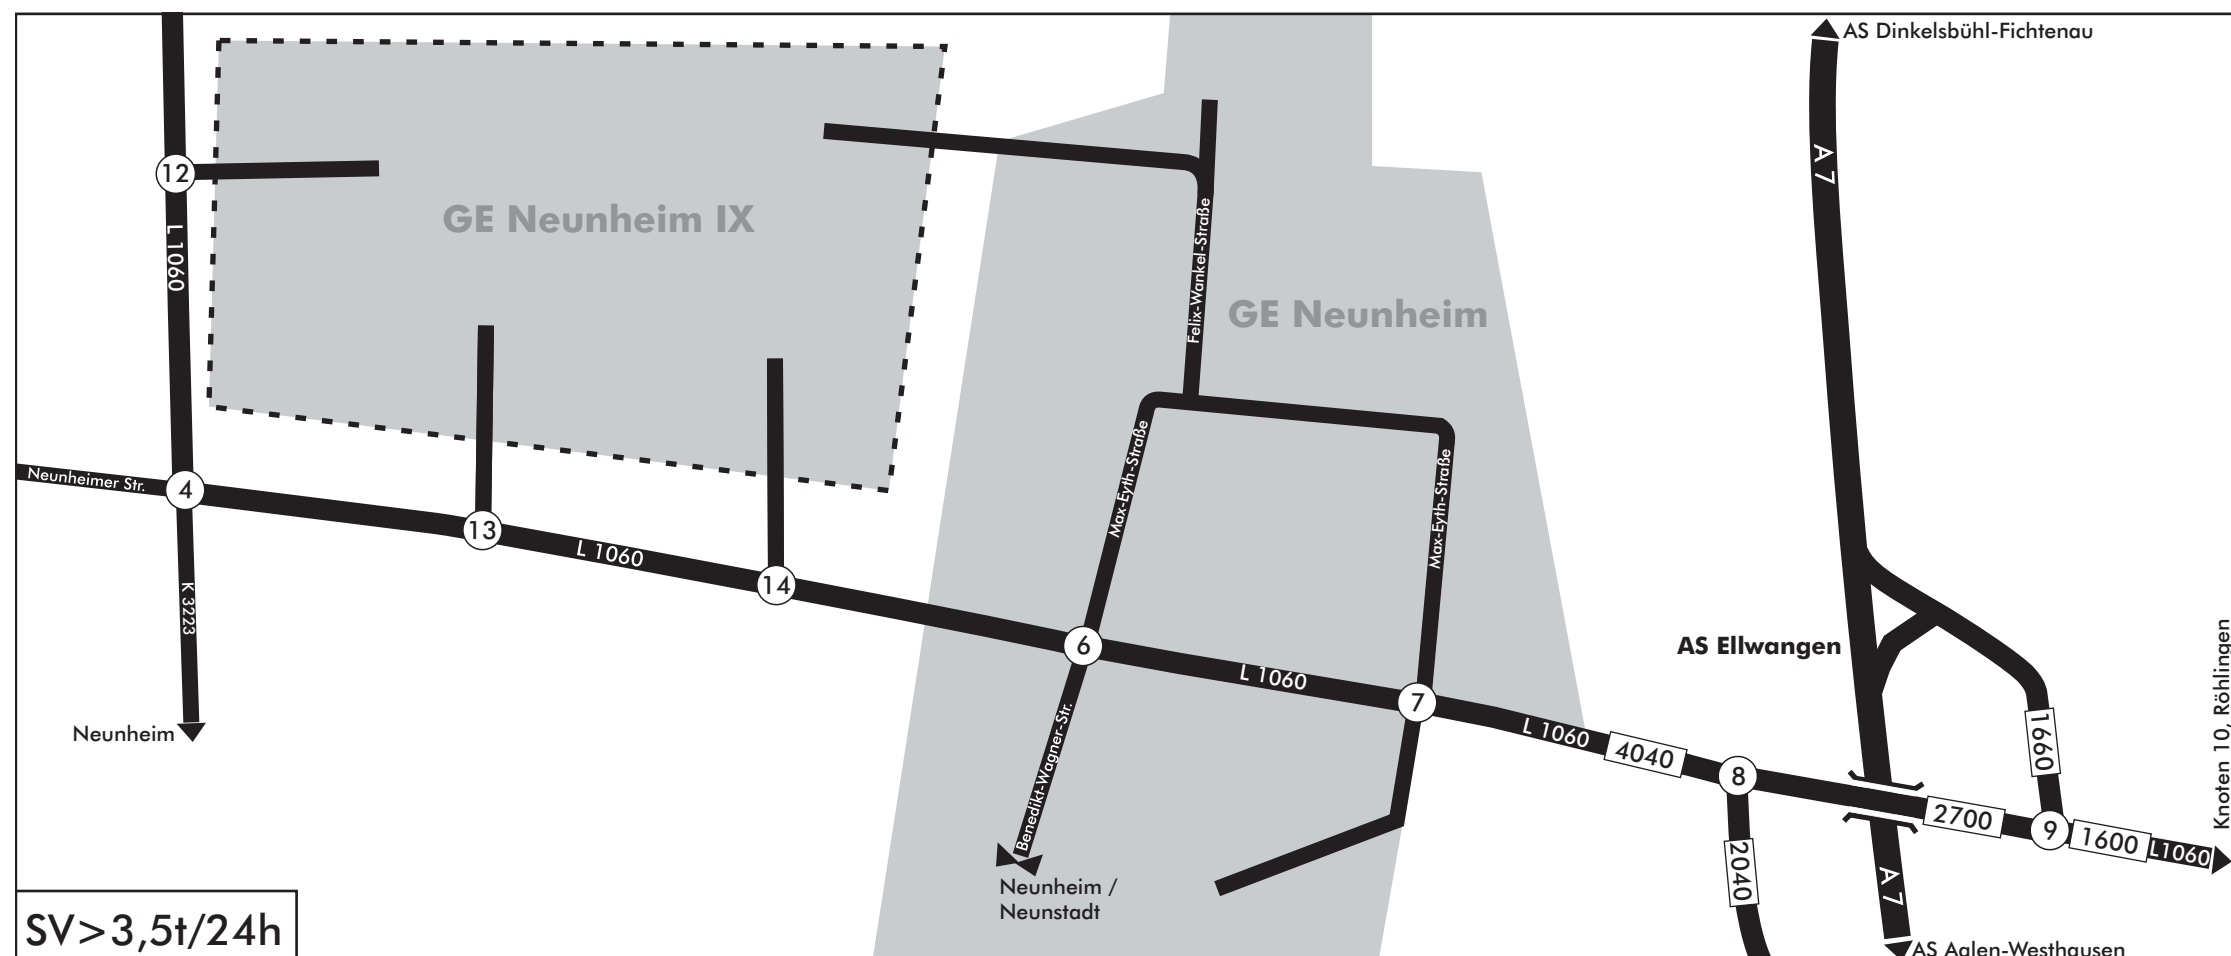 AS Dinkelsbühl-Fichtenau
A 7
12
L 1060
GE Neunheim IX
Felix-Wankel-Straße
GE Neunheim
Max-Eyth-Straße
Max-Eyth-Straße
Neunheimer Str.
4
13
L 1060
14
K 3223
6
AS Ellwangen
L 1060
7
Neunheim
Benedikt-Wagner-Str.
L 1060
4040
8
1660
Knoten 10, Röhlingen
2700
9
1600
L1060
2040
A 7
Neunheim /
Neunstadt
SV>3,5t/24h
AS Aalen-Westhausen